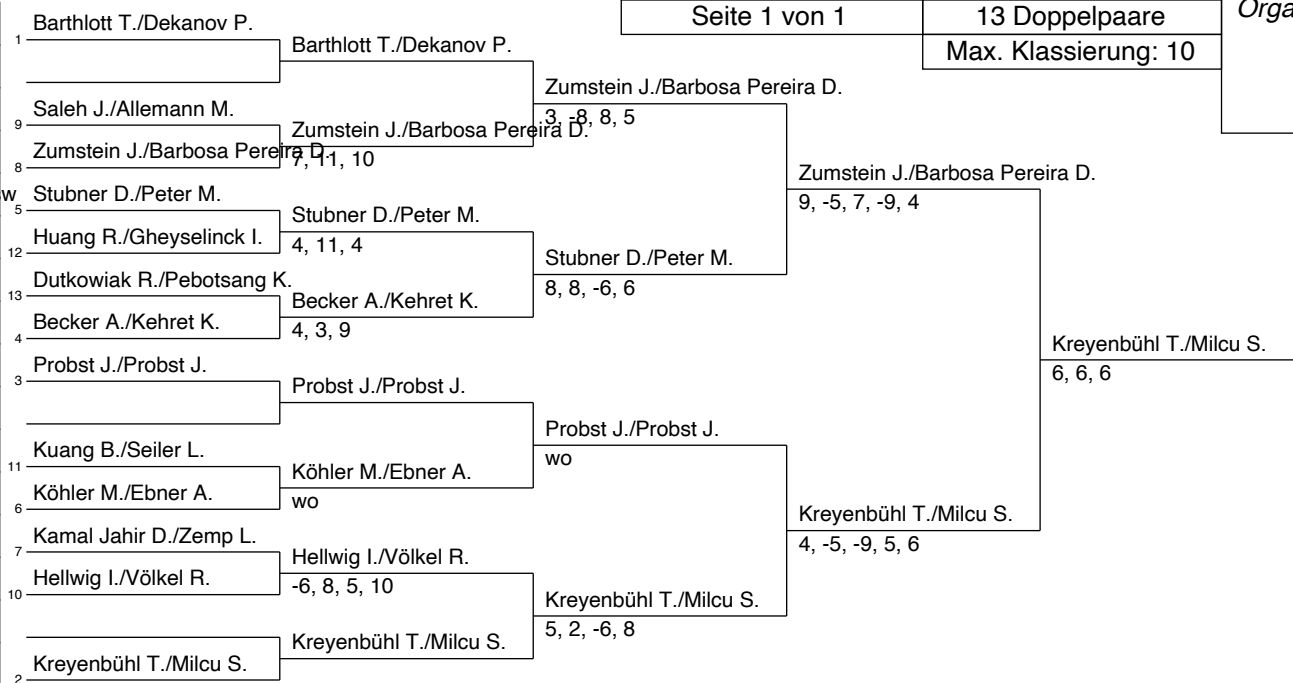 Seite 1 von 1
13 Doppelpaare
Orga
Max. Klassierung: 10
Barthlott T./Dekanov P.
1
Barthlott T./Dekanov P.
Zumstein J./Barbosa Pereira D.
3, -8, 8, 5
Saleh J./Allemann M.
9
Zumstein J./Barbosa Pereira D.
7, 11, 10
Zumstein J./Barbosa Pereira D.
8
Zumstein J./Barbosa Pereira D.
9, -5, 7, -9, 4
w
Stubner D./Peter M.
5
Stubner D./Peter M.
4, 11, 4
Huang R./Gheyselinck I.
12
Stubner D./Peter M.
8, 8, -6, 6
Dutkowiak R./Pebotsang K.
13
Becker A./Kehret K.
4, 3, 9
Becker A./Kehret K.
4
Kreyenbühl T./Milcu S.
6, 6, 6
Probst J./Probst J.
3
Probst J./Probst J.
Probst J./Probst J.
wo
Kuang B./Seiler L.
11
Köhler M./Ebner A.
wo
Köhler M./Ebner A.
6
Kreyenbühl T./Milcu S.
4, -5, -9, 5, 6
Kamal Jahir D./Zemp L.
7
Hellwig I./Völkel R.
-6, 8, 5, 10
Hellwig I./Völkel R.
10
Kreyenbühl T./Milcu S.
5, 2, -6, 8
Kreyenbühl T./Milcu S.
Kreyenbühl T./Milcu S.
2